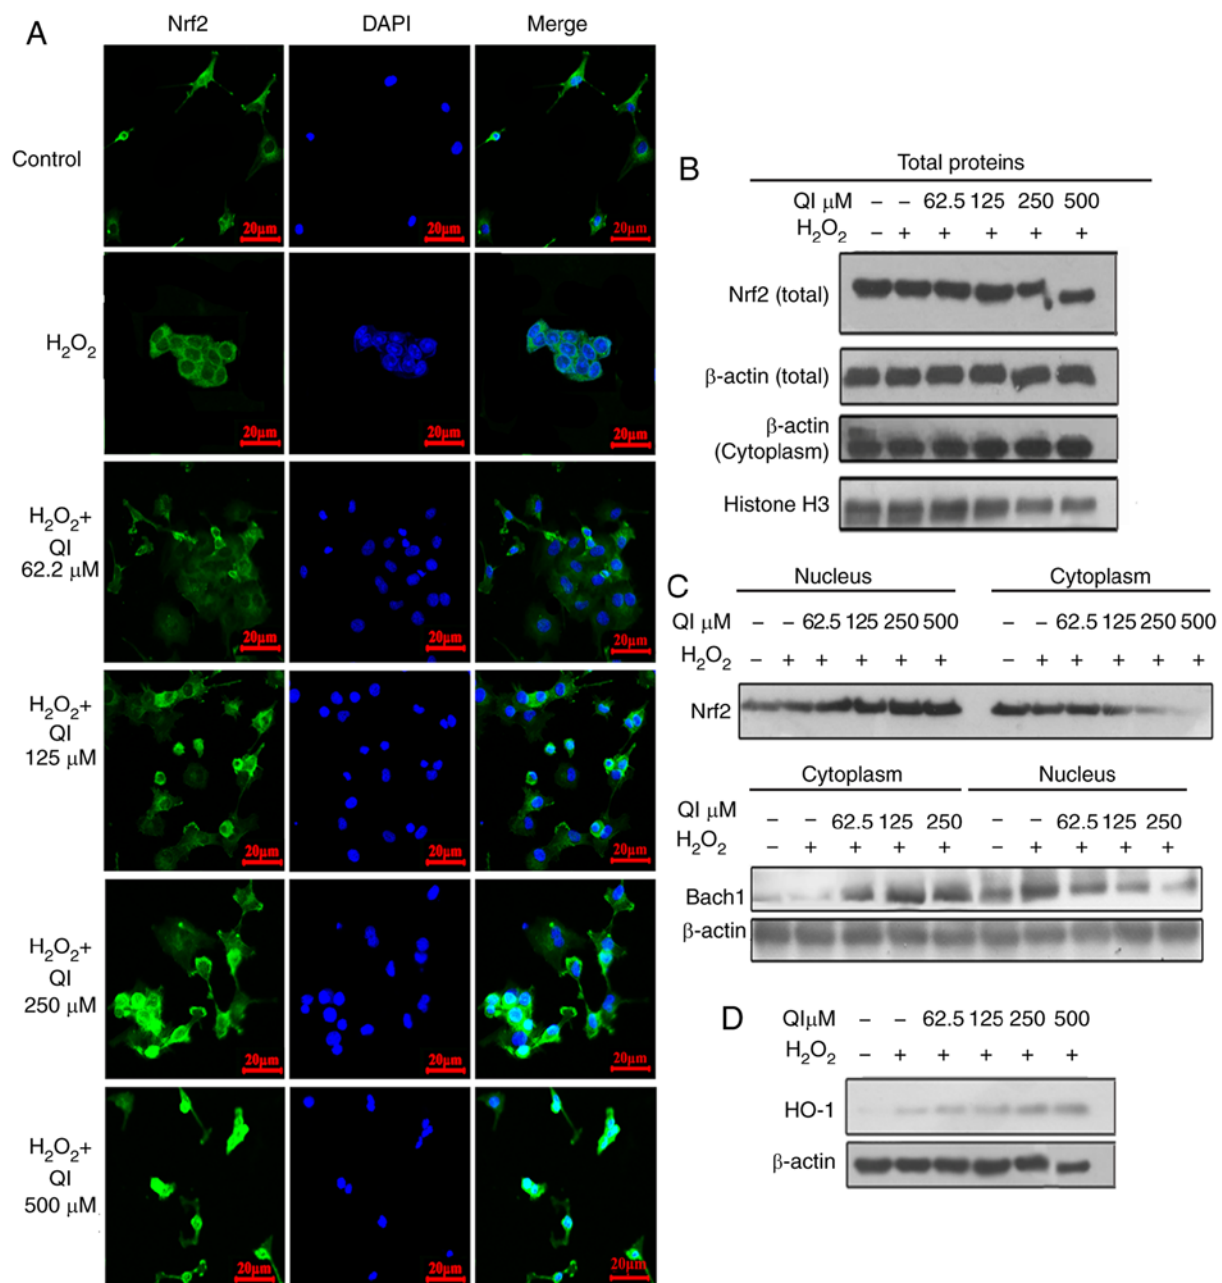 A
Nrf2 DAPI Merge
Control
20µm 20µm 20µm
H₂O₂
20µm 20µm 20µm
H₂O₂+
QI
62.2 µM
20µm 20µm 20µm
H₂O₂+
QI
125 µM
20µm 20µm 20µm
H₂O₂+
QI
250 µM
20µm 20µm 20µm
H₂O₂+
QI
500 µM
20µm 20µm 20µm
B
Total proteins
QI µM – – 62.5 125 250 500
H₂O₂ – + + + + +
Nrf2 (total)
β-actin (total)
β-actin
(Cytoplasm)
Histone H3
C
Nucleus Cytoplasm
QI µM – – 62.5 125 250 500 – – 62.5 125 250 500
H₂O₂ – + + + + + – + + + + +
Nrf2
Cytoplasm Nucleus
QI µM – – 62.5 125 250 – – 62.5 125 250
H₂O₂ – + + + + – + + + +
Bach1
β-actin
D
QIµM – – 62.5 125 250 500
H₂O₂ – + + + + +
HO-1
β-actin